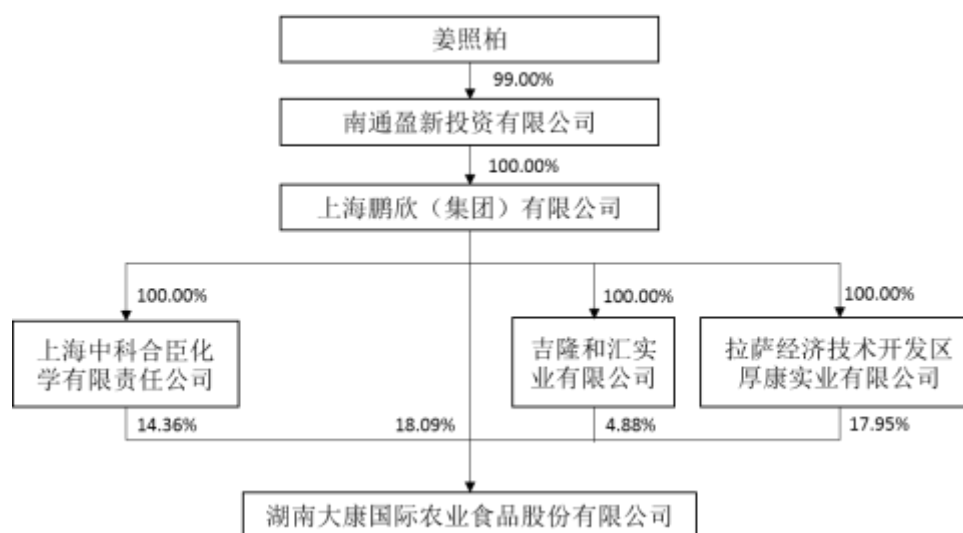 姜照柏
99.00%
南通盈新投资有限公司
100.00%
上海鹏欣（集团）有限公司
100.00%
100.00%
100.00%
上海中科合臣化
学有限责任公司
吉隆和汇实
业有限公司
拉萨经济技术开发区
厚康实业有限公司
14.36%
18.09%
4.88%
17.95%
湖南大康国际农业食品股份有限公司